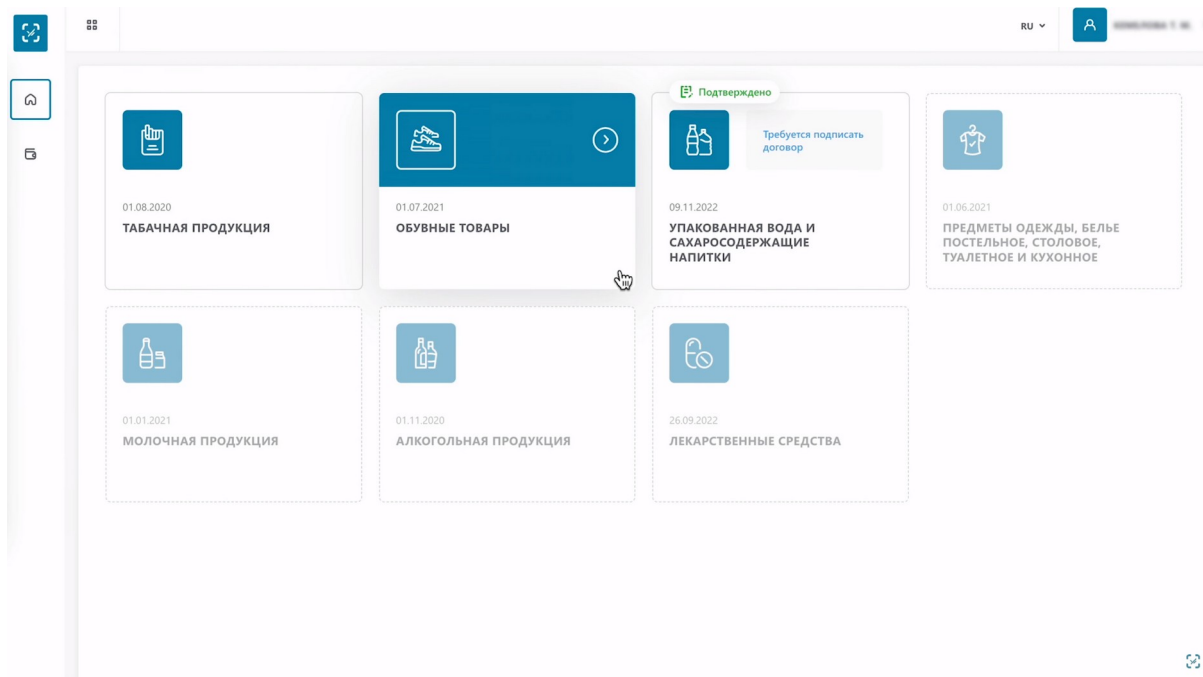 RU
Подтверждено
Требуется подписать
договор
01.08.2020
ТАБАЧНАЯ ПРОДУКЦИЯ
01.07.2021
ОБУВНЫЕ ТОВАРЫ
09.11.2022
УПАКОВАННАЯ ВОДА И
САХАРОСОДЕРЖАЩИЕ
НАПИТКИ
01.06.2021
ПРЕДМЕТЫ ОДЕЖДЫ, БЕЛЬЕ
ПОСТЕЛЬНОЕ, СТОЛОВОЕ,
ТУАЛЕТНОЕ И КУХОННОЕ
01.01.2021
МОЛОЧНАЯ ПРОДУКЦИЯ
01.11.2020
АЛКОГОЛЬНАЯ ПРОДУКЦИЯ
26.09.2022
ЛЕКАРСТВЕННЫЕ СРЕДСТВА